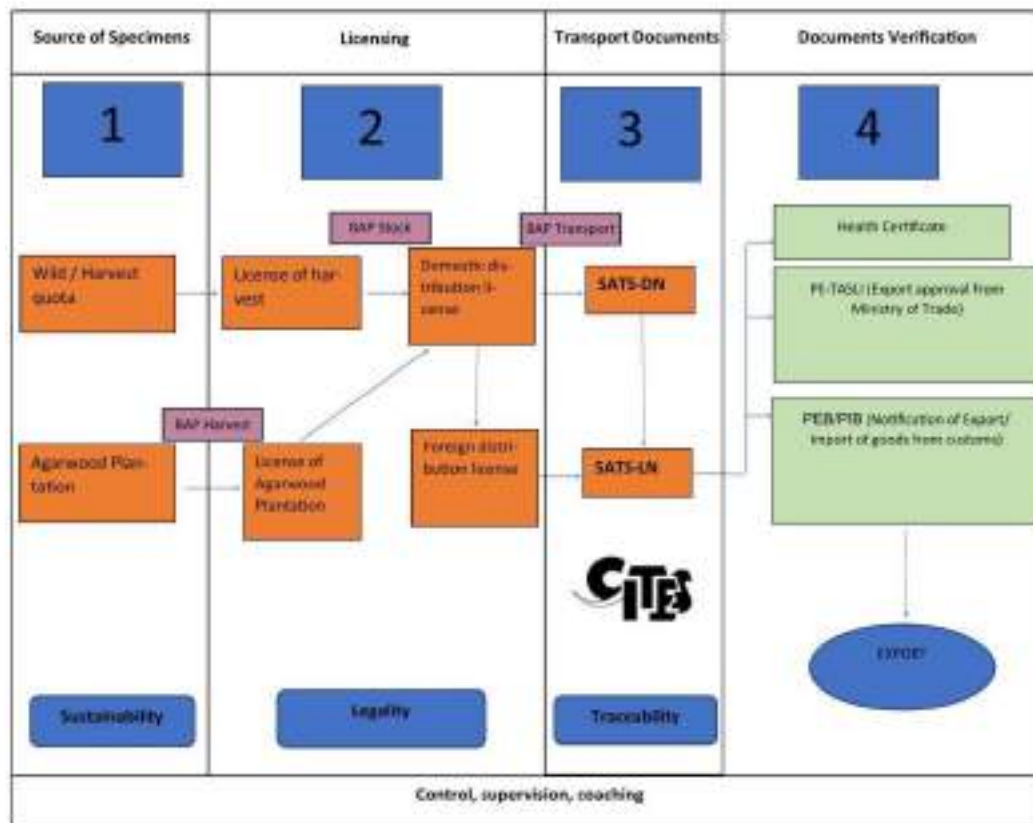 Source of Specimens
Licensing
Transport Documents
Documents Verification
1
2
3
4
BAP Stock
BAP Transport
Health Certificate
Wild / Harvest
quota
License of har-
vest
Domestic dis-
tribution li-
cense
SATS-DN
PE-TASLI (Export approval from
Ministry of Trade)
BAP Harvest
PEB/PIB (Notification of Export/
Import of goods from customs)
Agarwood Plan-
tation
License of
Agarwood
Plantation
Foreign distri-
bution license
SATS-LN
CITES
EXPORT
Sustainability
Legality
Traceability
Control, supervision, coaching